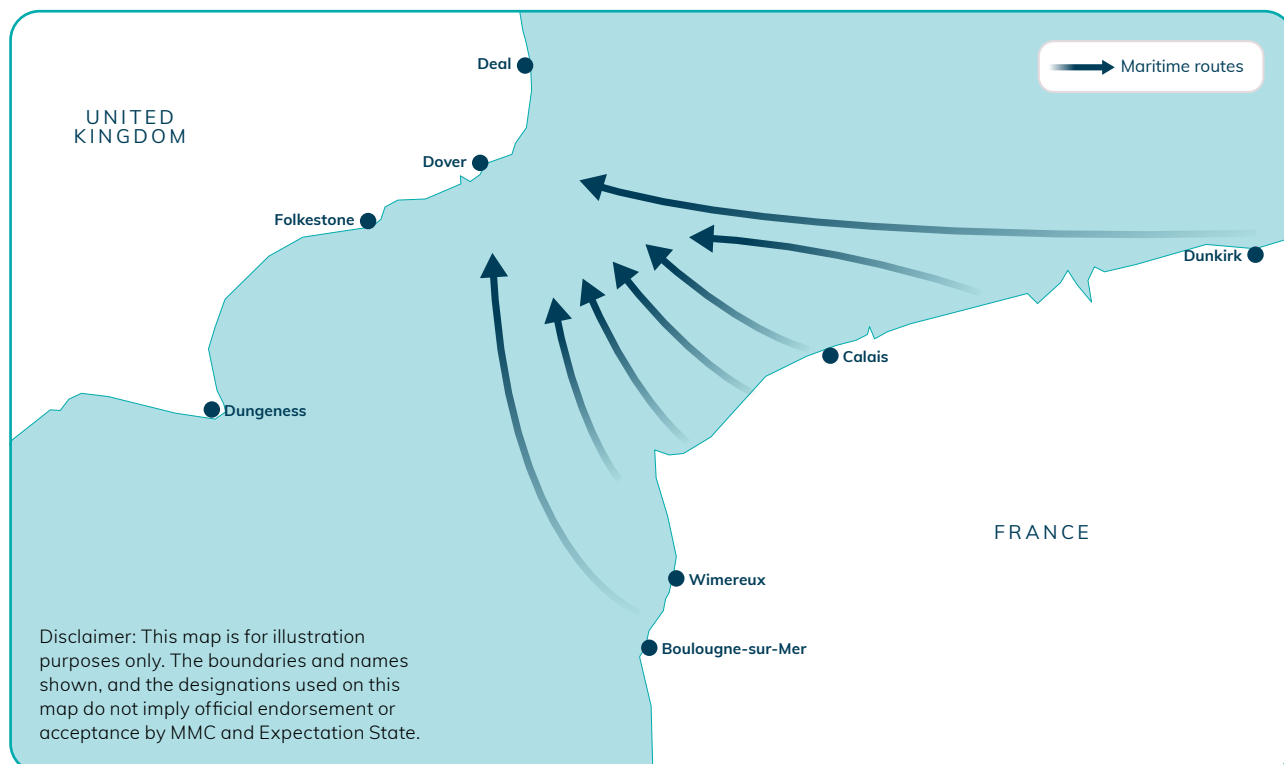 Deal
Maritime routes
UNITED
KINGDOM
Dover
Folkestone
Dunkirk
Calais
Dungeness
FRANCE
Wimereux
Boulougne-sur-Mer
Disclaimer: This map is for illustration
purposes only. The boundaries and names
shown, and the designations used on this
map do not imply official endorsement or
acceptance by MMC and Expectation State.